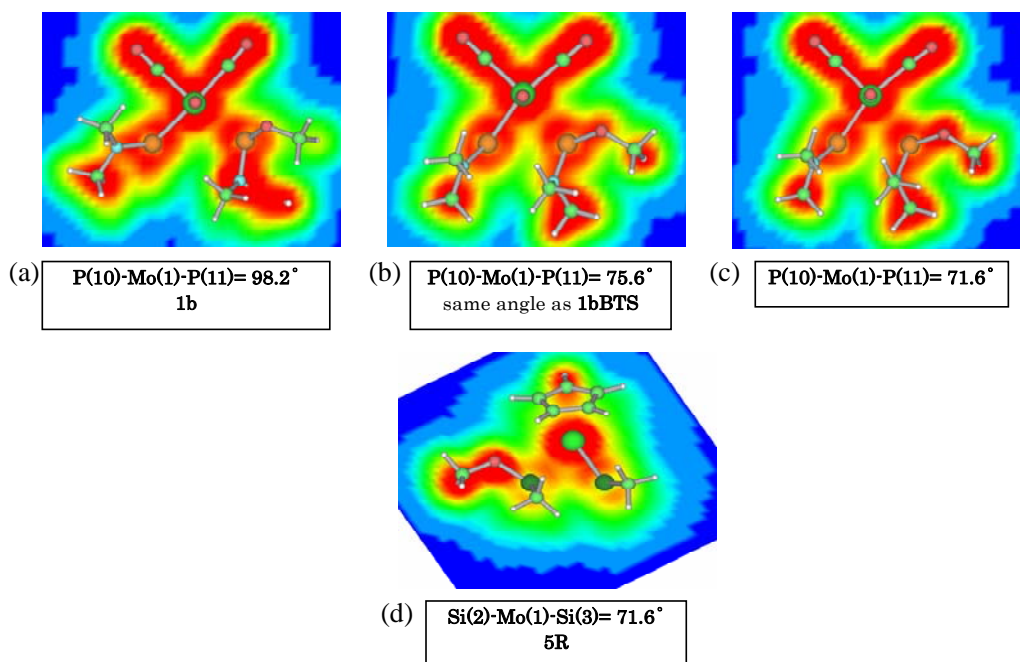 (a)
P(10)-Mo(1)-P(11)= 98.2°
1b
(b)
P(10)-Mo(1)-P(11)= 75.6°
same angle as 1bBTS
(c)
P(10)-Mo(1)-P(11)= 71.6°
(d)
Si(2)-Mo(1)-Si(3)= 71.6°
5R